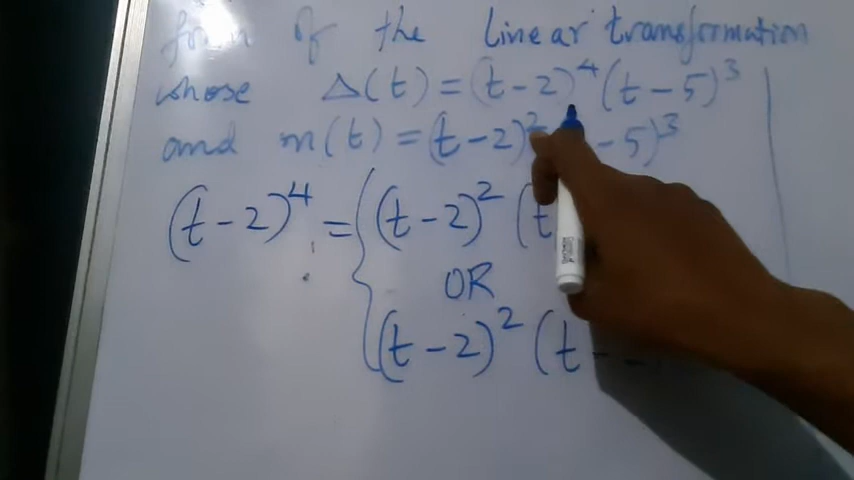 form of the linear transformation
whose Δ(t) = (t-2)⁴ (t-5)³
and m(t) = (t-2)² -5)³
(t-2)⁴ = { (t-2)² (t
OR
(t-2)² (t -